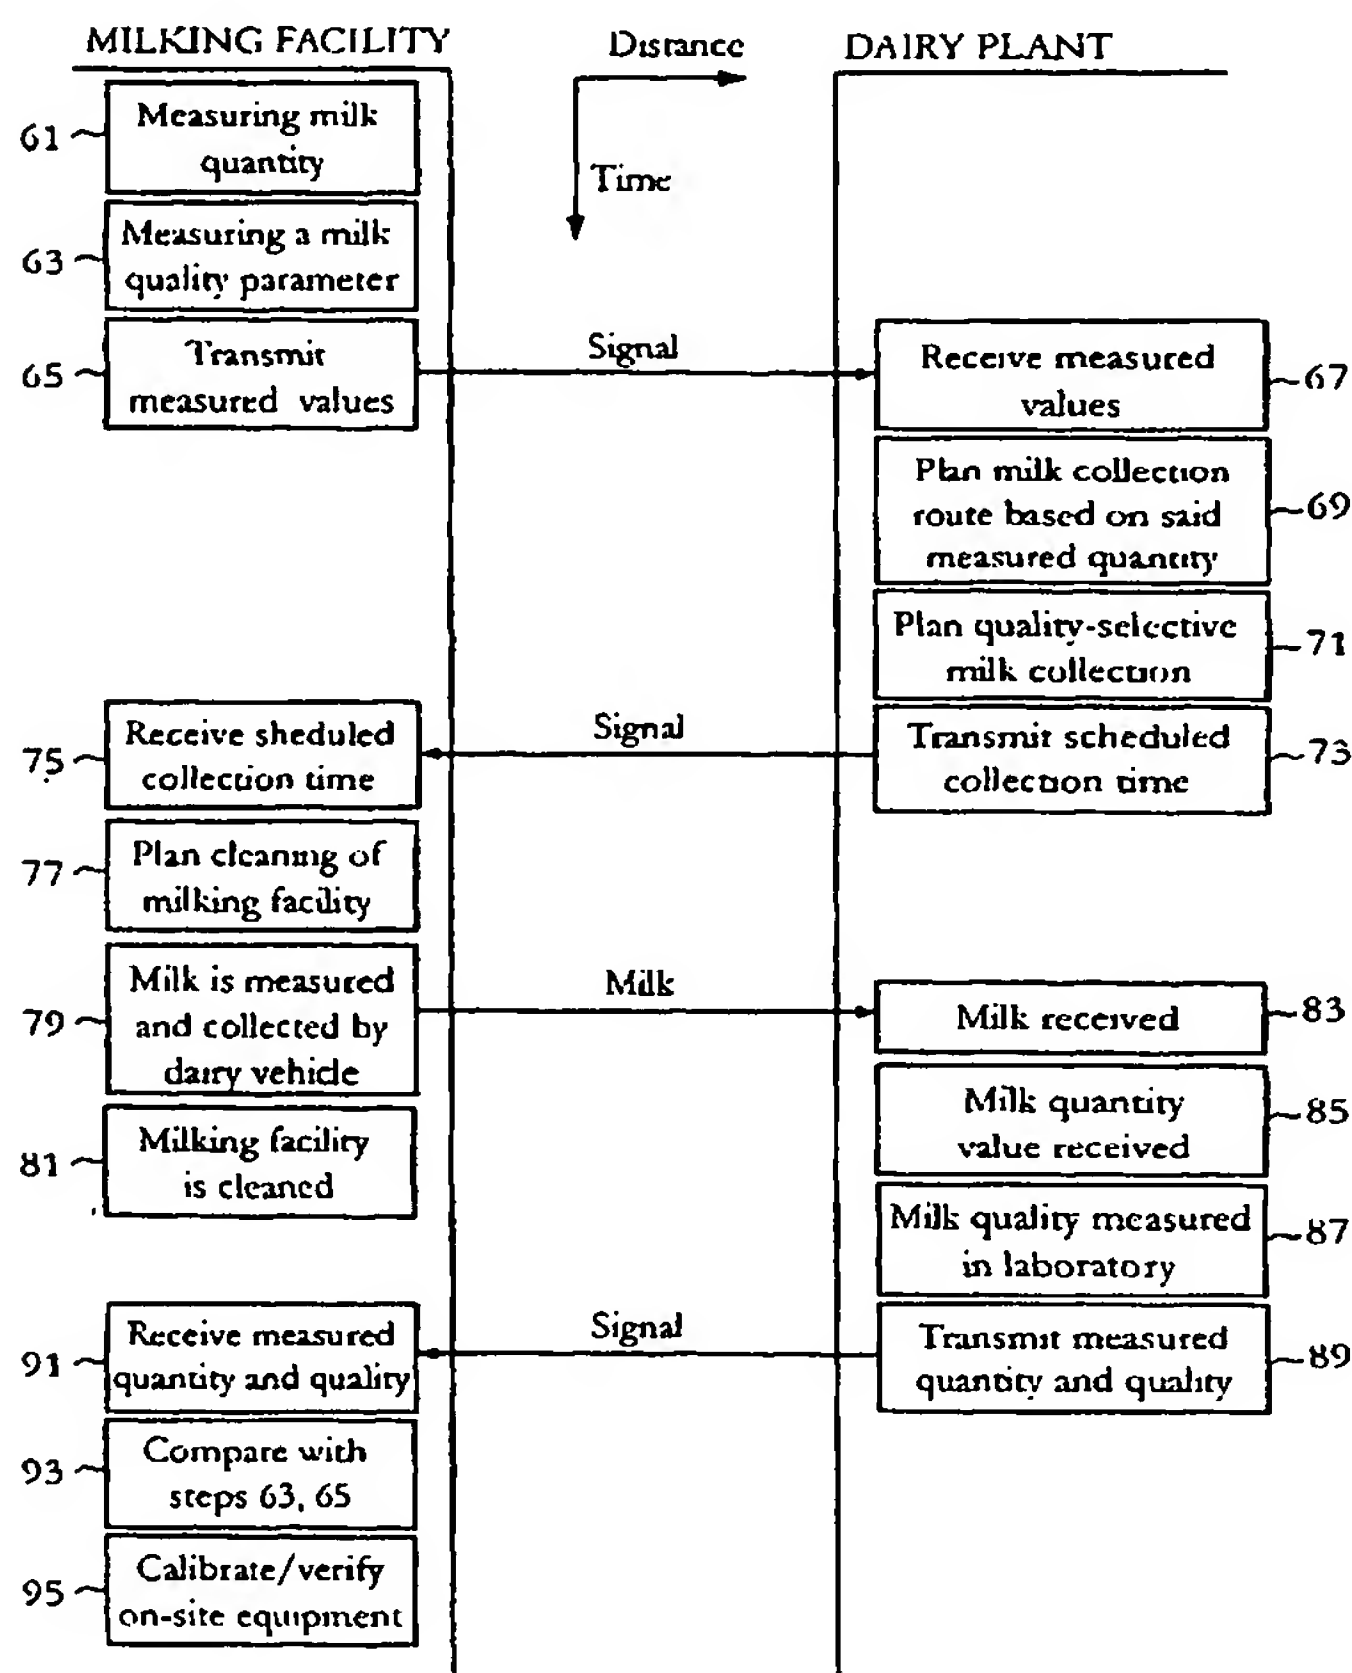 MILKING FACILITY
Distance
DAIRY PLANT
Time
61
Measuring milk
quantity
63
Measuring a milk
quality parameter
65
Transmit
measured values
Signal
Receive measured
values
67
Plan milk collection
route based on said
measured quantity
69
Plan quality-selective
milk collection
71
Transmit scheduled
collection time
73
Signal
75
Receive sheduled
collection time
77
Plan cleaning of
milking facility
79
Milk is measured
and collected by
dairy vehicle
Milk
Milk received
83
81
Milking facility
is cleaned
Milk quantity
value received
85
Milk quality measured
in laboratory
87
Transmit measured
quantity and quality
89
Signal
91
Receive measured
quantity and quality
93
Compare with
steps 63, 65
95
Calibrate/verify
on-site equipment